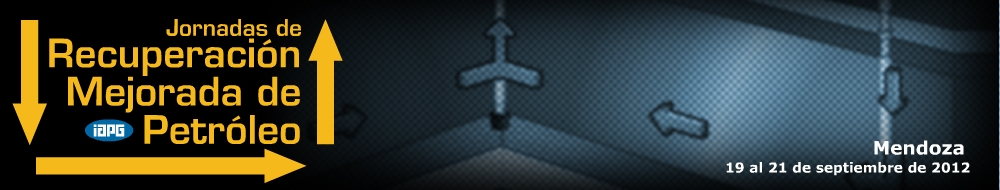 Jornadas de
Recuperación
Mejorada de
iAPG Petróleo
Mendoza
19 al 21 de septiembre de 2012